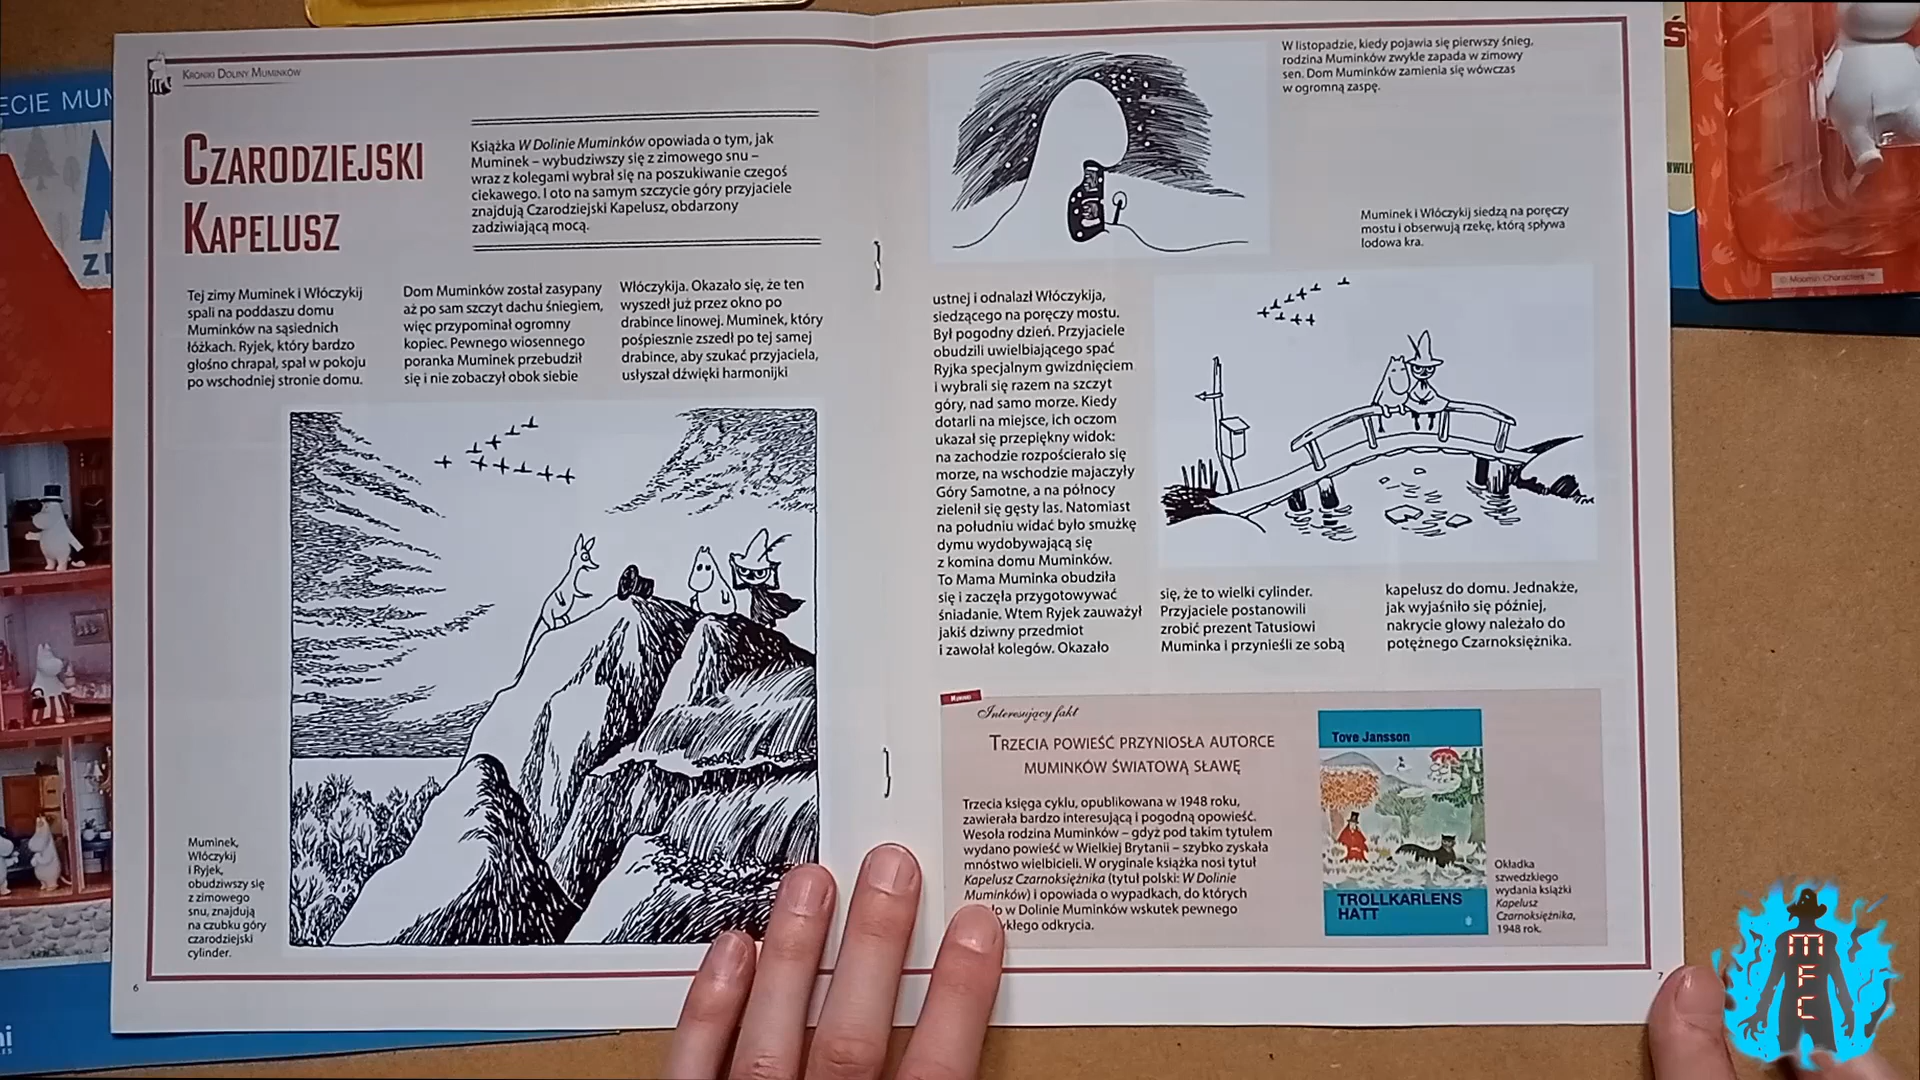 KRONIKI DOLINY MUMINKÓW
CZARODZIEJSKI
KAPELUSZ
Książka W Dolinie Muminków opowiada o tym, jak
Muminek – wybudziwszy się z zimowego snu –
wraz z kolegami wybrał się na poszukiwanie czegoś
ciekawego. I oto na samym szczycie góry przyjaciele
znajdują Czarodziejski Kapelusz, obdarzony
zadziwiającą mocą.
Tej zimy Muminek i Włóczykij
spali na poddaszu domu
Muminków na sąsiednich
łóżkach. Ryjek, który bardzo
głośno chrapał, spał w pokoju
po wschodniej stronie domu.
Dom Muminków został zasypany
aż po sam szczyt dachu śniegiem,
więc przypominał ogromny
kopiec. Pewnego wiosennego
poranka Muminek przebudził
się i nie zobaczył obok siebie
Włóczykija. Okazało się, że ten
wyszedł już przez okno po
drabince linowej. Muminek, który
pośpiesznie zszedł po tej samej
drabince, aby szukać przyjaciela,
usłyszał dźwięki harmonijki
Muminek,
Włóczykij
i Ryjek,
obudziwszy się
z zimowego
snu, znajdują
na czubku góry
czarodziejski
cylinder.
6
W listopadzie, kiedy pojawia się pierwszy śnieg,
rodzina Muminków zwykle zapada w zimowy
sen. Dom Muminków zamienia się wówczas
w ogromną zaspę.
Muminek i Włóczykij siedzą na poręczy
mostu i obserwują rzekę, którą spływa
lodowa kra.
ustnej i odnalazł Włóczykija,
siedzącego na poręczy mostu.
Był pogodny dzień. Przyjaciele
obudzili uwielbiającego spać
Ryjka specjalnym gwizdnięciem
i wybrali się razem na szczyt
góry, nad samo morze. Kiedy
dotarli na miejsce, ich oczom
ukazał się przepiękny widok:
na zachodzie rozpościerało się
morze, na wschodzie majaczyły
Góry Samotne, a na północy
zielenił się gęsty las. Natomiast
na południu widać było smużkę
dymu wydobywającą się
z komina domu Muminków.
To Mama Muminka obudziła
się i zaczęła przygotowywać
śniadanie. Wtem Ryjek zauważył
jakiś dziwny przedmiot
i zawołał kolegów. Okazało
się, że to wielki cylinder.
Przyjaciele postanowili
zrobić prezent Tatusiowi
Muminka i przynieśli ze sobą
kapelusz do domu. Jednakże,
jak wyjaśniło się później,
nakrycie głowy należało do
potężnego Czarnoksiężnika.
Interesujący fakt
TRZECIA POWIEŚĆ PRZYNIOSŁA AUTORCE
MUMINKÓW ŚWIATOWĄ SŁAWĘ
Trzecia księga cyklu, opublikowana w 1948 roku,
zawierała bardzo interesującą i pogodną opowieść.
Wesoła rodzina Muminków – gdyż pod takim tytułem
wydano powieść w Wielkiej Brytanii – szybko zyskała
mnóstwo wielbicieli. W oryginale książka nosi tytuł
Kapelusz Czarnoksiężnika (tytuł polski: W Dolinie
Muminków) i opowiada o wypadkach, do których
w Dolinie Muminków wskutek pewnego
odkrycia.
Tove Jansson
TROLLKARLENS
HATT
Okładka
szwedzkiego
wydania książki
Kapelusz
Czarnoksiężnika,
1948 rok.
7
© Moomin Characters™
MFC